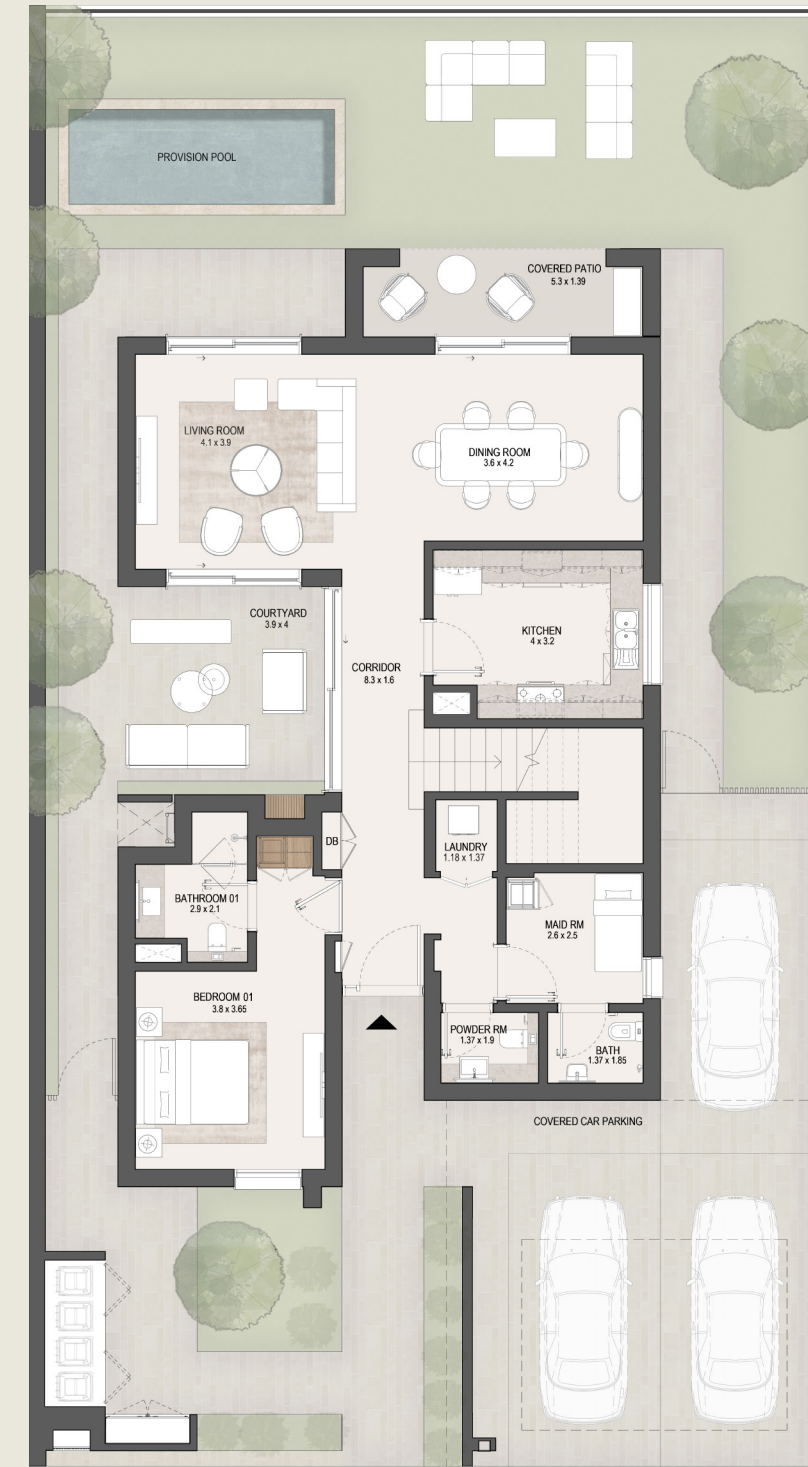 PROVISION POOL
COVERED PATIO
5.3 x 1.39
LIVING ROOM
4.1 x 3.9
DINING ROOM
3.6 x 4.2
COURTYARD
3.9 x 4
KITCHEN
4 x 3.2
CORRIDOR
8.3 x 1.6
DB
LAUNDRY
1.18 x 1.37
BATHROOM 01
2.9 x 2.1
MAID RM
2.6 x 2.5
BEDROOM 01
3.8 x 3.65
POWDER RM
1.37 x 1.9
BATH
1.37 x 1.85
COVERED CAR PARKING